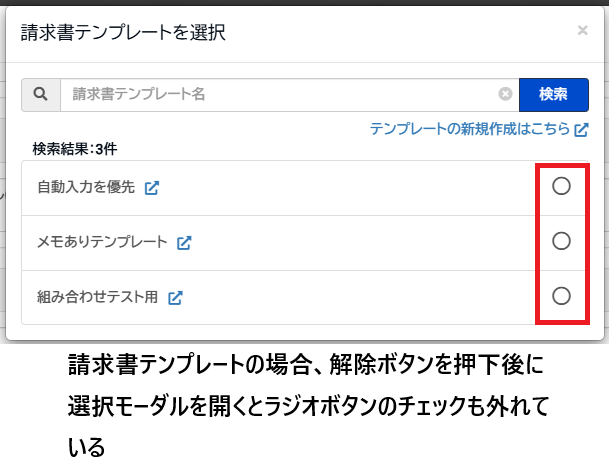 請求書テンプレートを選択
×
請求書テンプレート名
検索
テンプレートの新規作成はこちら
検索結果:3件
自動入力を優先
メモありテンプレート
組み合わせテスト用
請求書テンプレートの場合、解除ボタンを押下後に
選択モーダルを開くとラジオボタンのチェックも外れて
いる